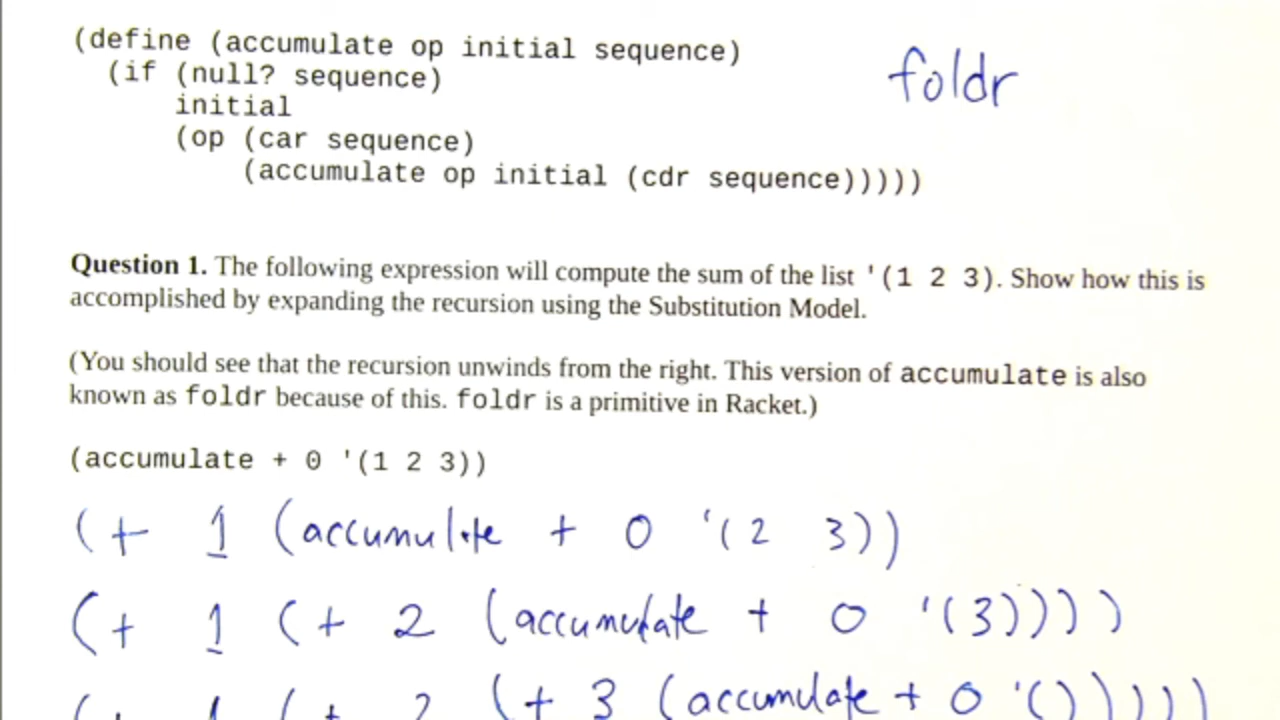 (define (accumulate op initial sequence)
(if (null? sequence)
initial
(op (car sequence)
(accumulate op initial (cdr sequence)))))
foldr
Question 1. The following expression will compute the sum of the list '(1 2 3). Show how this is
accomplished by expanding the recursion using the Substitution Model.
(You should see that the recursion unwinds from the right. This version of accumulate is also
known as foldr because of this. foldr is a primitive in Racket.)
(accumulate + 0 '(1 2 3))
(+ 1 (accumulate + 0 '(2 3))
(+ 1 (+ 2 (accumulate + 0 '(3))))
(+ 1 (+ 2 (+ 3 (accumulate + 0 '()))))